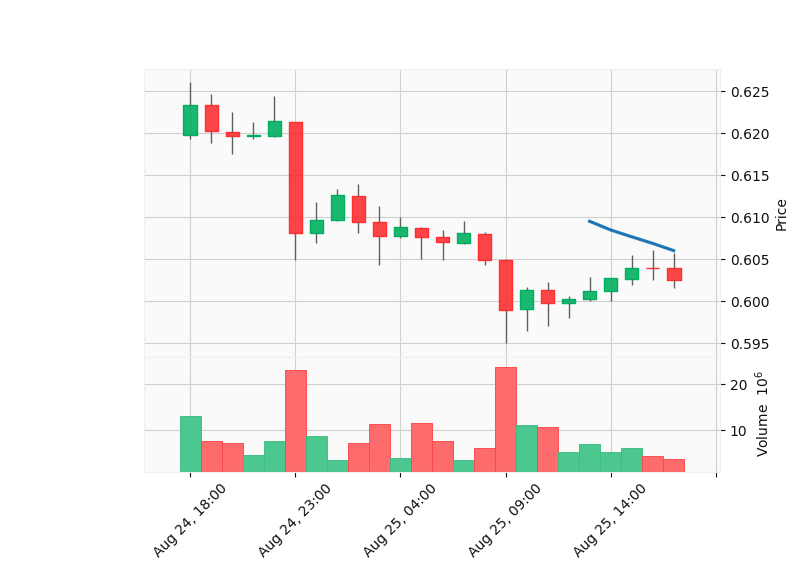 0.625
0.620
0.615
0.610
0.605
0.600
0.595
Price
20
10
Volume 10⁶
Aug 24, 18:00
Aug 24, 23:00
Aug 25, 04:00
Aug 25, 09:00
Aug 25, 14:00